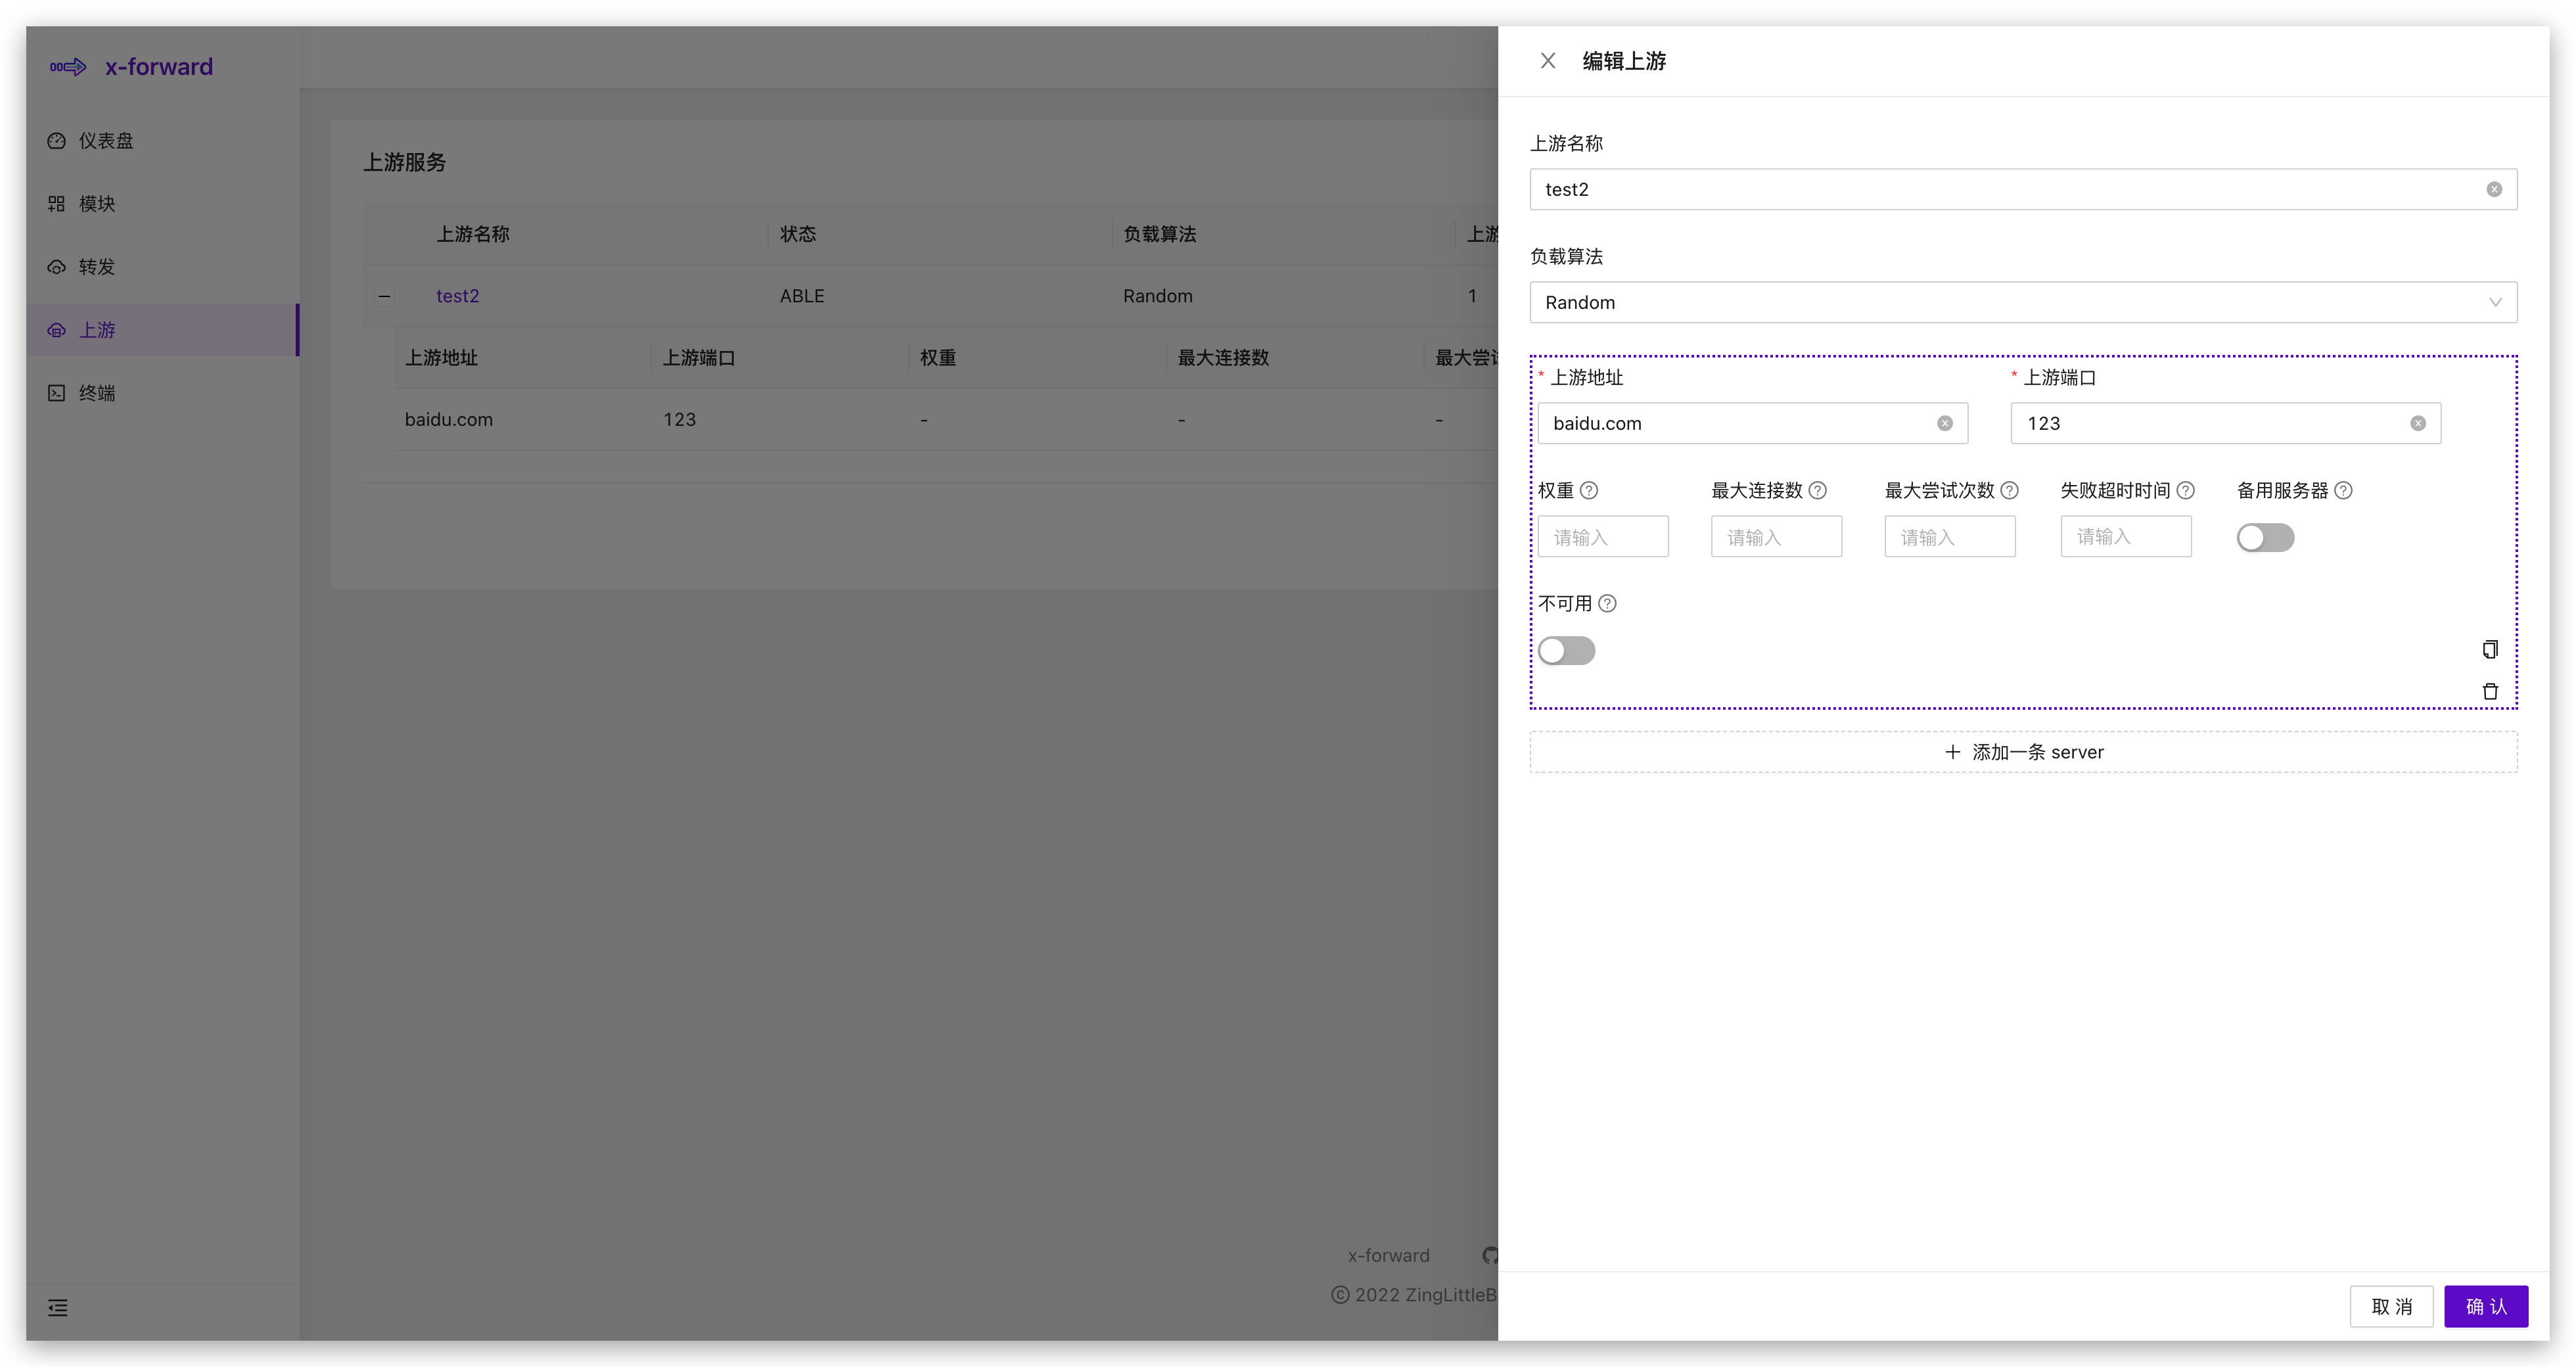 x-forward
仪表盘
模块
转发
上游
终端
上游服务
上游名称 状态 负载算法 上游
test2 ABLE Random 1
上游地址 上游端口 权重 最大连接数 最大尝试
baidu.com 123 - - -
x-forward
© 2022 ZingLittleB
编辑上游
上游名称
test2
负载算法
Random
* 上游地址 * 上游端口
baidu.com 123
权重 最大连接数 最大尝试次数 失败超时时间 备用服务器
请输入 请输入 请输入 请输入
不可用
+ 添加一条 server
取 消 确 认